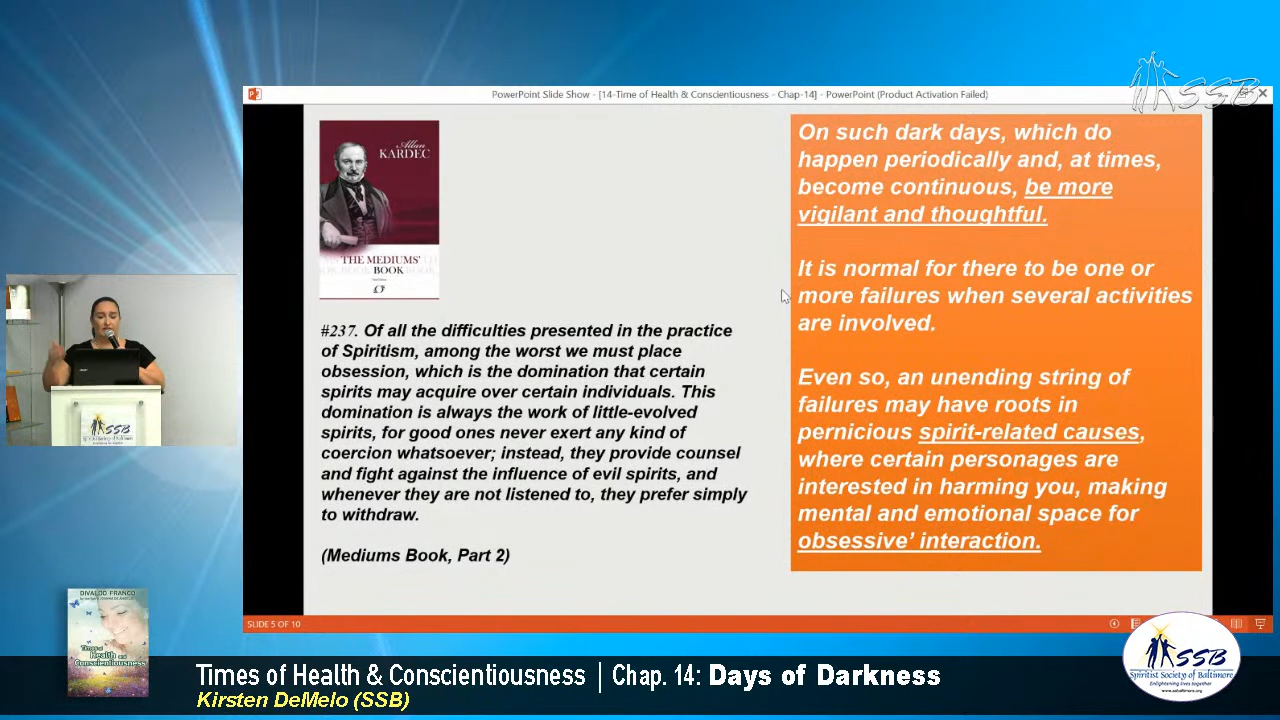 SSB
PowerPoint Slide Show - [14-Time of Health & Conscientiousness - Chap-14] - PowerPoint (Product Activation Failed)
Allan
KARDEC
THE MEDIUMS'
BOOK
#237. Of all the difficulties presented in the practice
of Spiritism, among the worst we must place
obsession, which is the domination that certain
spirits may acquire over certain individuals. This
domination is always the work of little-evolved
spirits, for good ones never exert any kind of
coercion whatsoever; instead, they provide counsel
and fight against the influence of evil spirits, and
whenever they are not listened to, they prefer simply
to withdraw.
(Mediums Book, Part 2)
On such dark days, which do
happen periodically and, at times,
become continuous, be more
vigilant and thoughtful.
It is normal for there to be one or
more failures when several activities
are involved.
Even so, an unending string of
failures may have roots in
pernicious spirit-related causes,
where certain personages are
interested in harming you, making
mental and emotional space for
obsessive' interaction.
SSB
SLIDE 5 OF 10
DIVALDO FRANCO
Times of
Health and
Conscientiousness
Times of Health & Conscientiousness | Chap. 14: Days of Darkness
Kirsten DeMelo (SSB)
SSB
Spiritist Society of Baltimore
Enlightening lives together
www.ssbaltimore.org